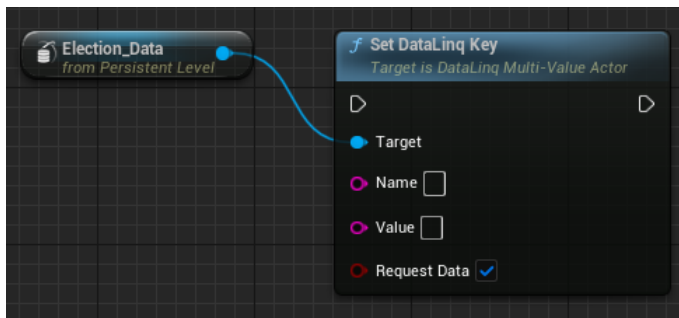 Election_Data
from Persistent Level
f Set DataLinq Key
Target is DataLinq Multi-Value Actor
Target
Name
Value
Request Data